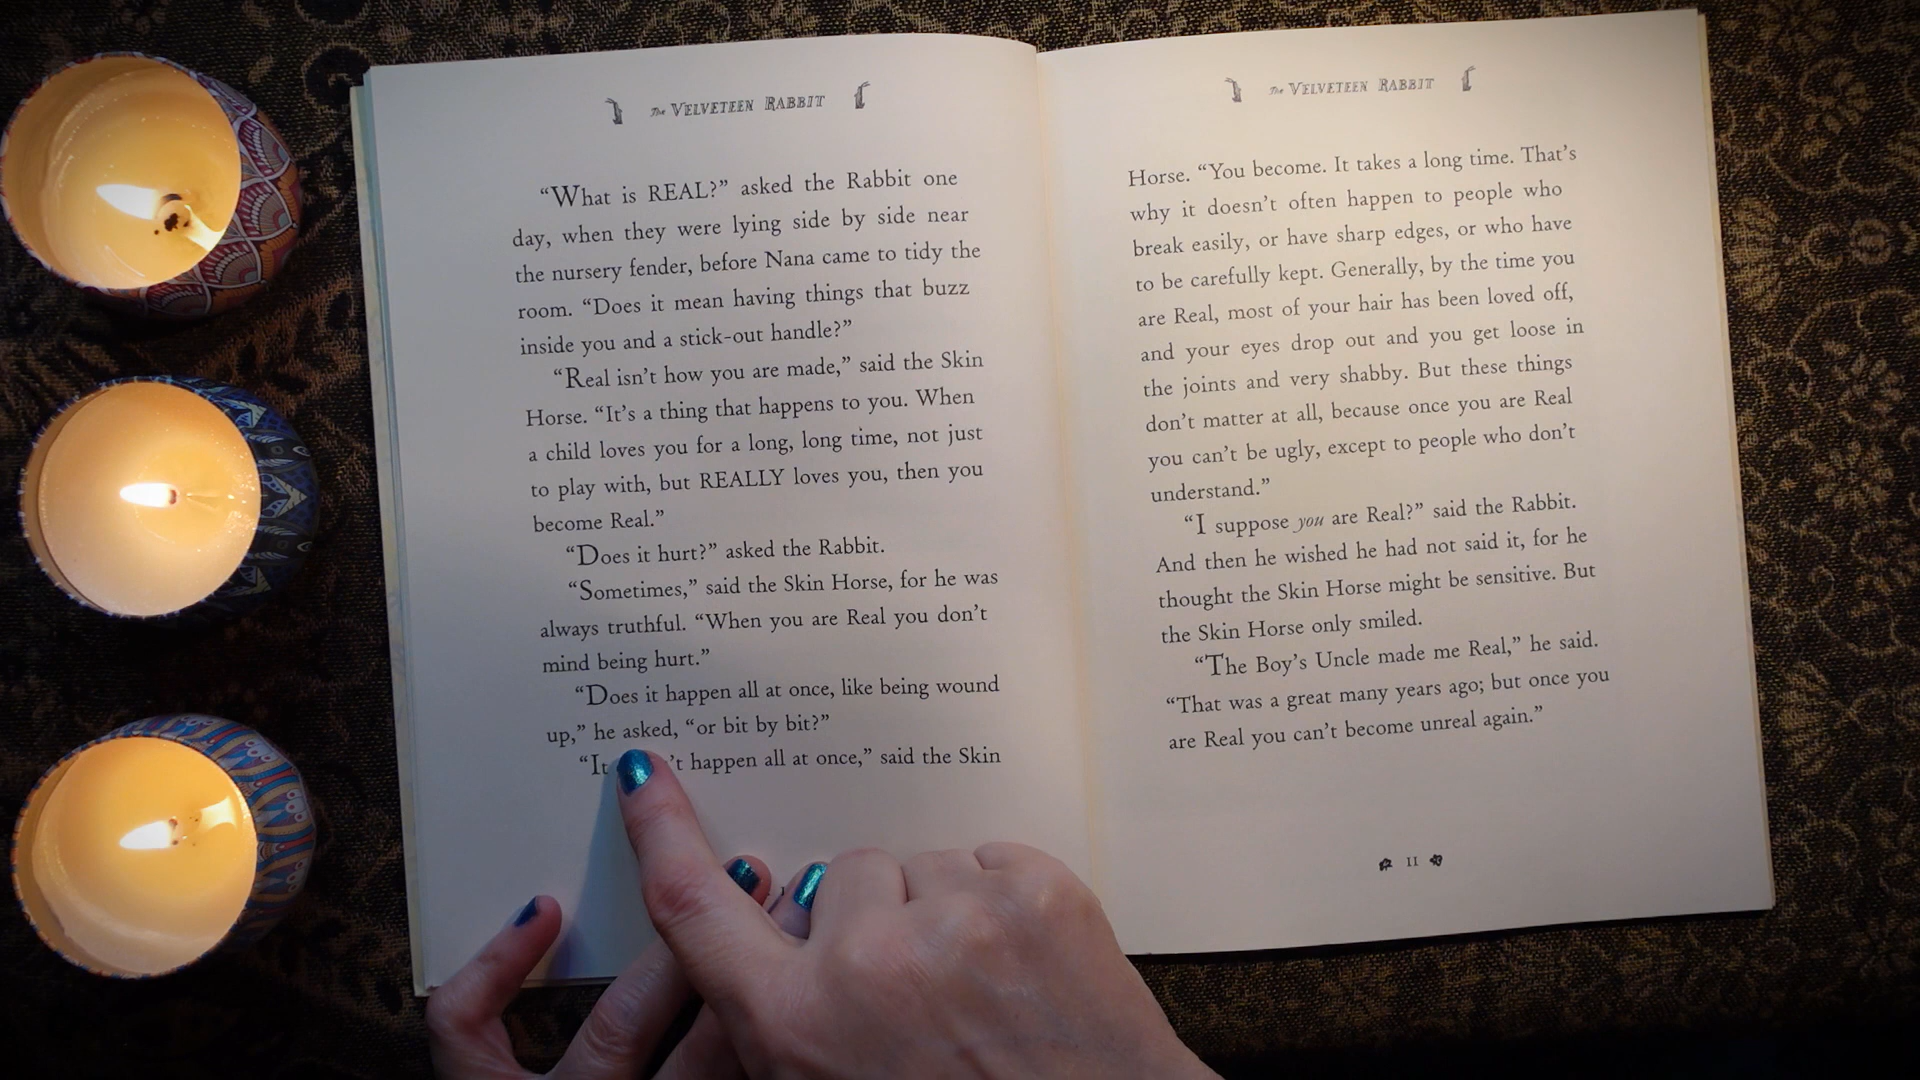 The VELVETEEN RABBIT
“What is REAL?” asked the Rabbit one
day, when they were lying side by side near
the nursery fender, before Nana came to tidy the
room. “Does it mean having things that buzz
inside you and a stick-out handle?”
“Real isn’t how you are made,” said the Skin
Horse. “It’s a thing that happens to you. When
a child loves you for a long, long time, not just
to play with, but REALLY loves you, then you
become Real.”
“Does it hurt?” asked the Rabbit.
“Sometimes,” said the Skin Horse, for he was
always truthful. “When you are Real you don’t
mind being hurt.”
“Does it happen all at once, like being wound
up,” he asked, “or bit by bit?”
“It ’t happen all at once,” said the Skin
The VELVETEEN RABBIT
Horse. “You become. It takes a long time. That’s
why it doesn’t often happen to people who
break easily, or have sharp edges, or who have
to be carefully kept. Generally, by the time you
are Real, most of your hair has been loved off,
and your eyes drop out and you get loose in
the joints and very shabby. But these things
don’t matter at all, because once you are Real
you can’t be ugly, except to people who don’t
understand.”
“I suppose you are Real?” said the Rabbit.
And then he wished he had not said it, for he
thought the Skin Horse might be sensitive. But
the Skin Horse only smiled.
“The Boy’s Uncle made me Real,” he said.
“That was a great many years ago; but once you
are Real you can’t become unreal again.”
11